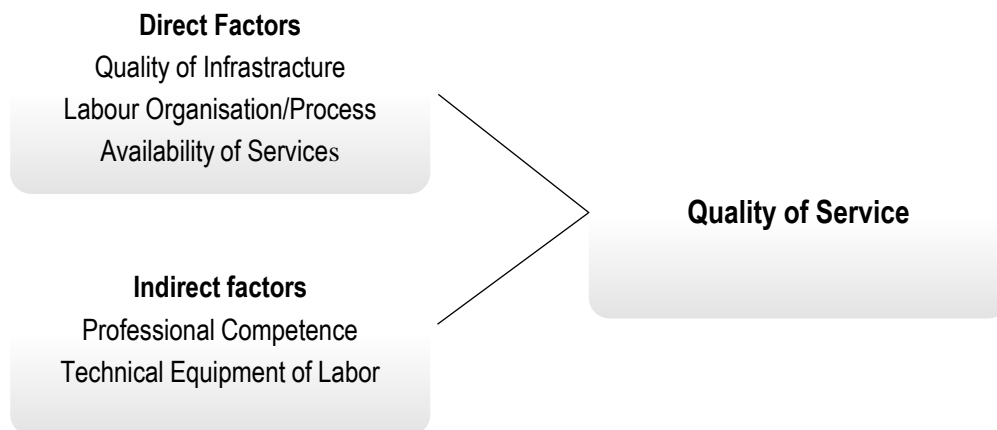 Direct Factors
Quality of Infrastracture
Labour Organisation/Process
Availability of Services
Quality of Service
Indirect factors
Professional Competence
Technical Equipment of Labor